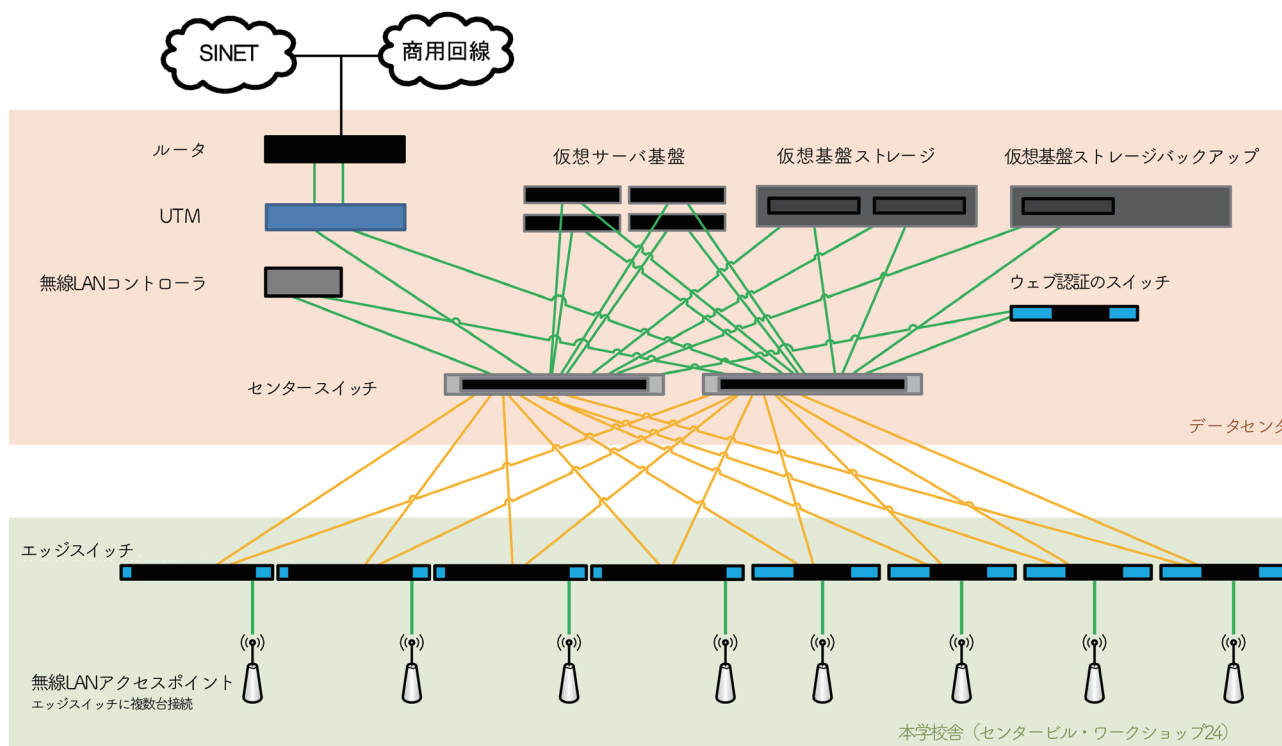 SINET
商用回線
ルータ
仮想サーバ基盤
仮想基盤ストレージ
仮想基盤ストレージバックアップ
UTM
無線LANコントローラ
ウェブ認証のスイッチ
センタースイッチ
データセンタ
エッジスイッチ
無線LANアクセスポイント
エッジスイッチに複数台接続
本学校舎（センタービル・ワークショップ24）